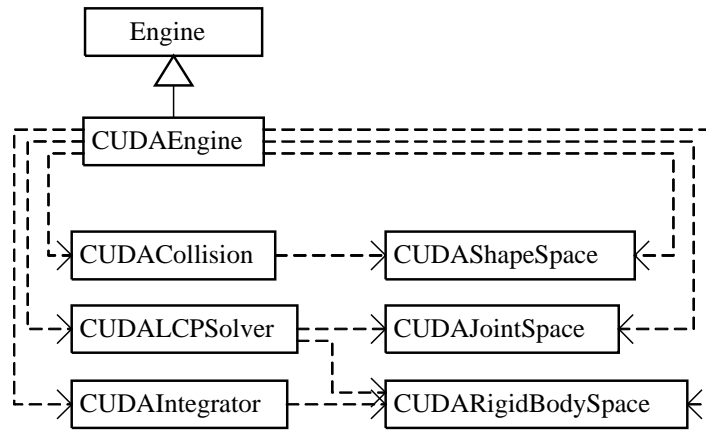 Engine
CUDAEngine
CUDACollision
CUDAShapeSpace
CUDALCPSolver
CUDAJointSpace
CUDAIntegrator
CUDARigidBodySpace